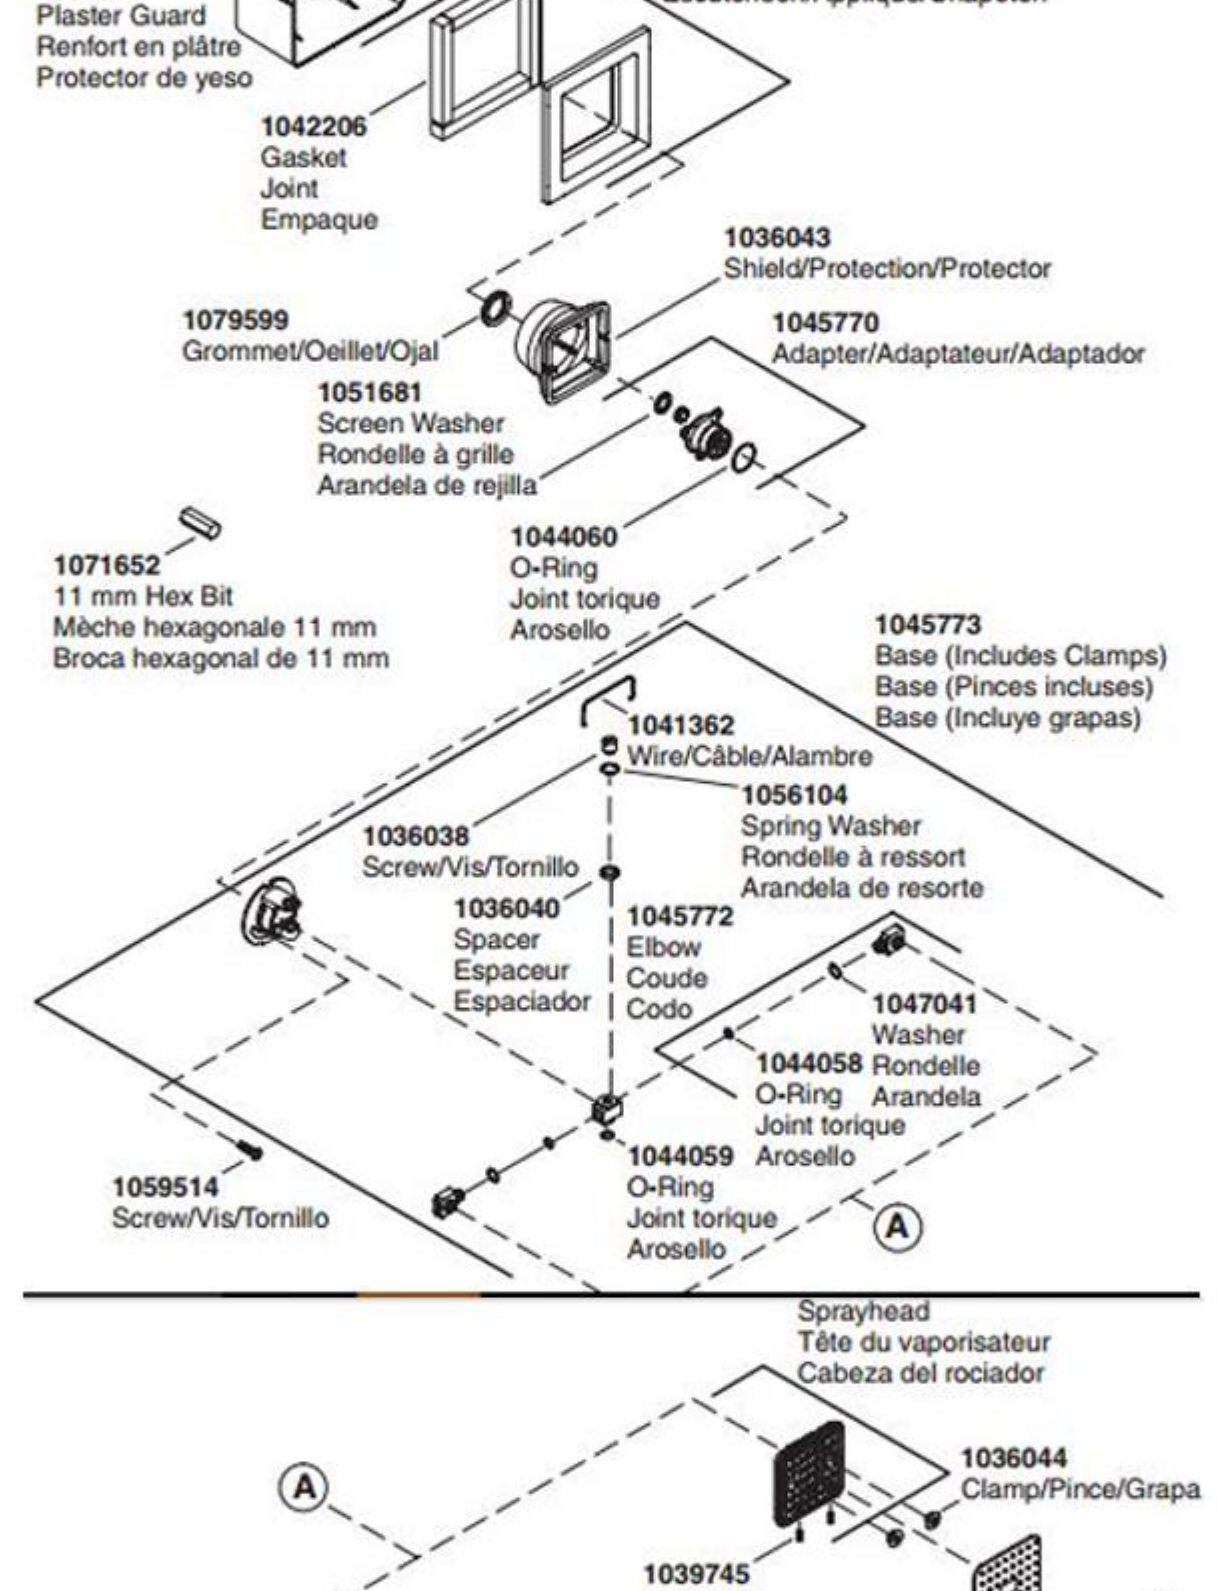 Plaster Guard
Renfort en plâtre
Protector de yeso
1042206
Gasket
Joint
Empaque
1036043
Shield/Protection/Protector
1079599
Grommet/Oeillet/Ojal
1045770
Adapter/Adaptateur/Adaptador
1051681
Screen Washer
Rondelle à grille
Arandela de rejilla
1071652
11 mm Hex Bit
Mèche hexagonale 11 mm
Broca hexagonal de 11 mm
1044060
O-Ring
Joint torique
Arosello
1045773
Base (Includes Clamps)
Base (Pinces incluses)
Base (Incluye grapas)
1041362
Wire/Câble/Alambre
1056104
Spring Washer
Rondelle à ressort
Arandela de resorte
1036038
Screw/Vis/Tornillo
1036040
Spacer
Espaceur
Espaciador
1045772
Elbow
Coude
Codo
1047041
Washer
Rondelle
Arandela
1044058
O-Ring
Joint torique
Arosello
1044059
O-Ring
Joint torique
Arosello
1059514
Screw/Vis/Tornillo
A
Sprayhead
Tête du vaporisateur
Cabeza del rociador
A
1036044
Clamp/Pince/Grapa
1039745